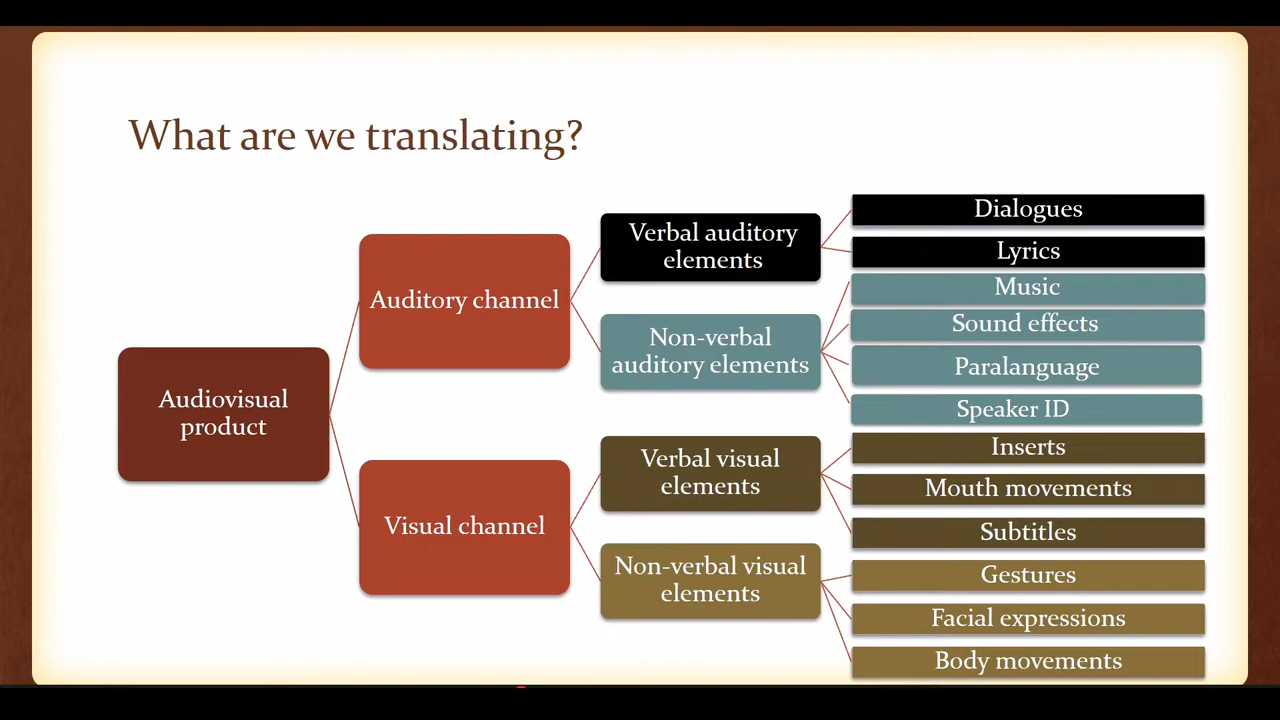 What are we translating?
Audiovisual
product
Auditory channel
Visual channel
Verbal auditory
elements
Non-verbal
auditory elements
Verbal visual
elements
Non-verbal visual
elements
Dialogues
Lyrics
Music
Sound effects
Paralanguage
Speaker ID
Inserts
Mouth movements
Subtitles
Gestures
Facial expressions
Body movements